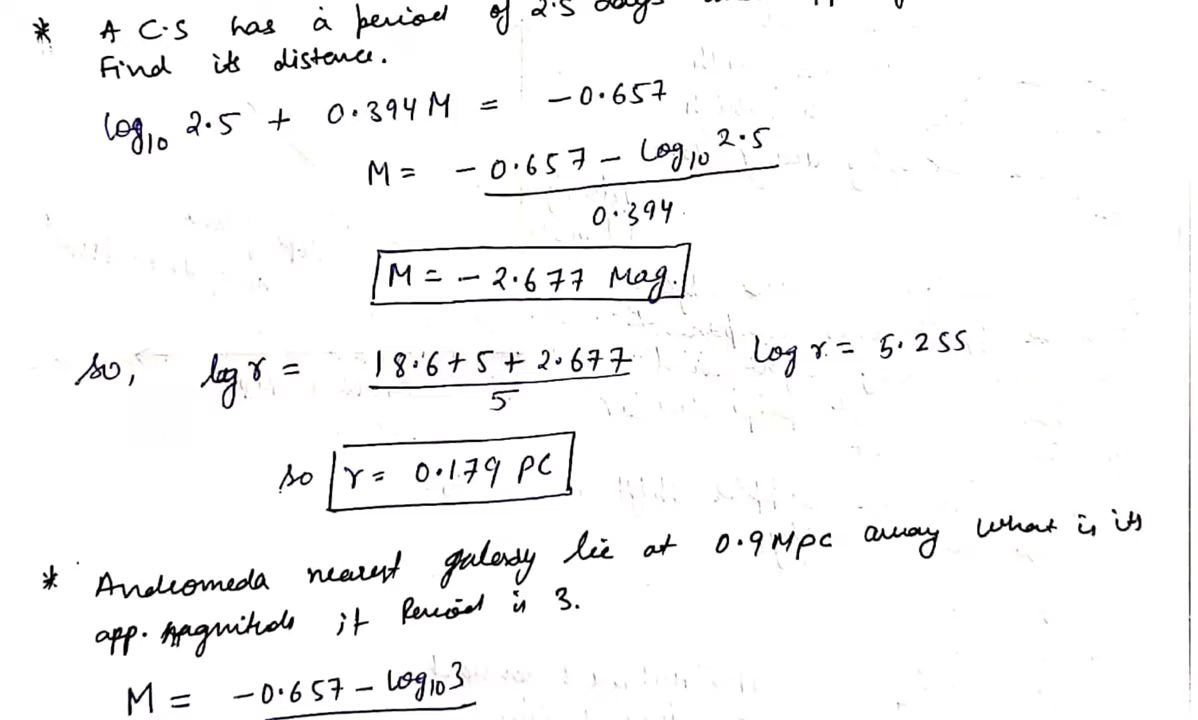 * A C.S has a period of 2.5 days
Find its distance.
log10 2.5 + 0.394 M = -0.657
M = -0.657 - log10 2.5
0.394
M = -2.677 Mag.
so, log r = 18.6 + 5 + 2.677 log r = 5.255
5
so r = 0.179 PC
* Andromeda nearest galaxy lie at 0.9 MPC away what is its
app. Magnitude if Period is 3.
M = -0.657 - log10 3